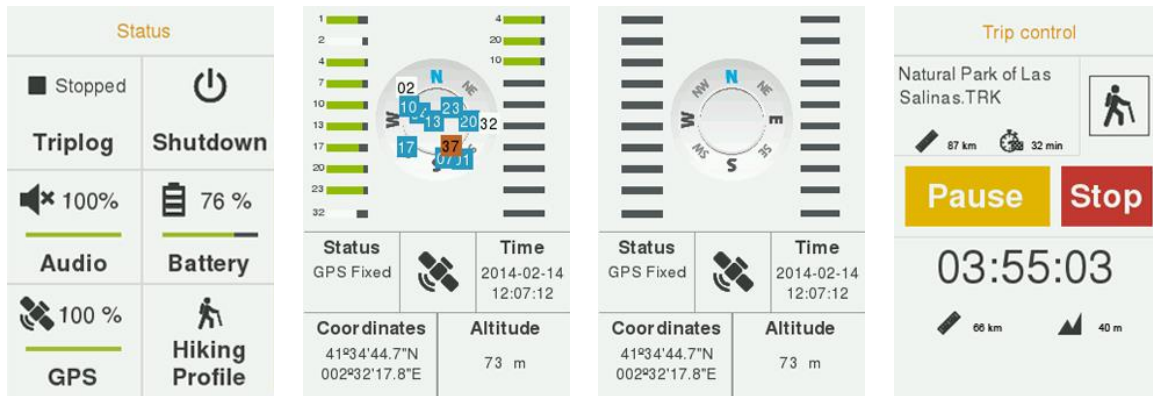 Status
Stopped
Triplog
Shutdown
100%
76 %
Audio
Battery
100 %
GPS
Hiking
Profile
1
2
4
7
10
13
17
20
23
32
4
20
10
N
NE
W
S
02
10
23
13
20
32
17
37
07
01
Status
GPS Fixed
Time
2014-02-14
12:07:12
Coordinates
41º34'44.7"N
002º32'17.8"E
Altitude
73 m
N
NW
NE
W
E
SW
SE
S
Status
GPS Fixed
Time
2014-02-14
12:07:12
Coordinates
41º34'44.7"N
002º32'17.8"E
Altitude
73 m
Trip control
Natural Park of Las
Salinas.TRK
87 km
32 min
Pause
Stop
03:55:03
66 km
40 m